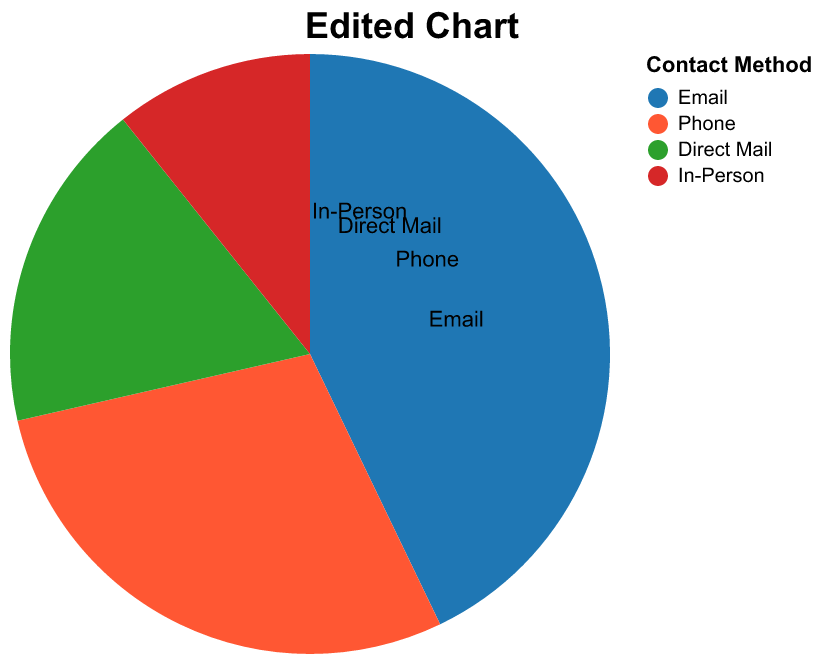 Edited Chart
Contact Method
Email
Phone
Direct Mail
In-Person
In-Person
Direct Mail
Phone
Email